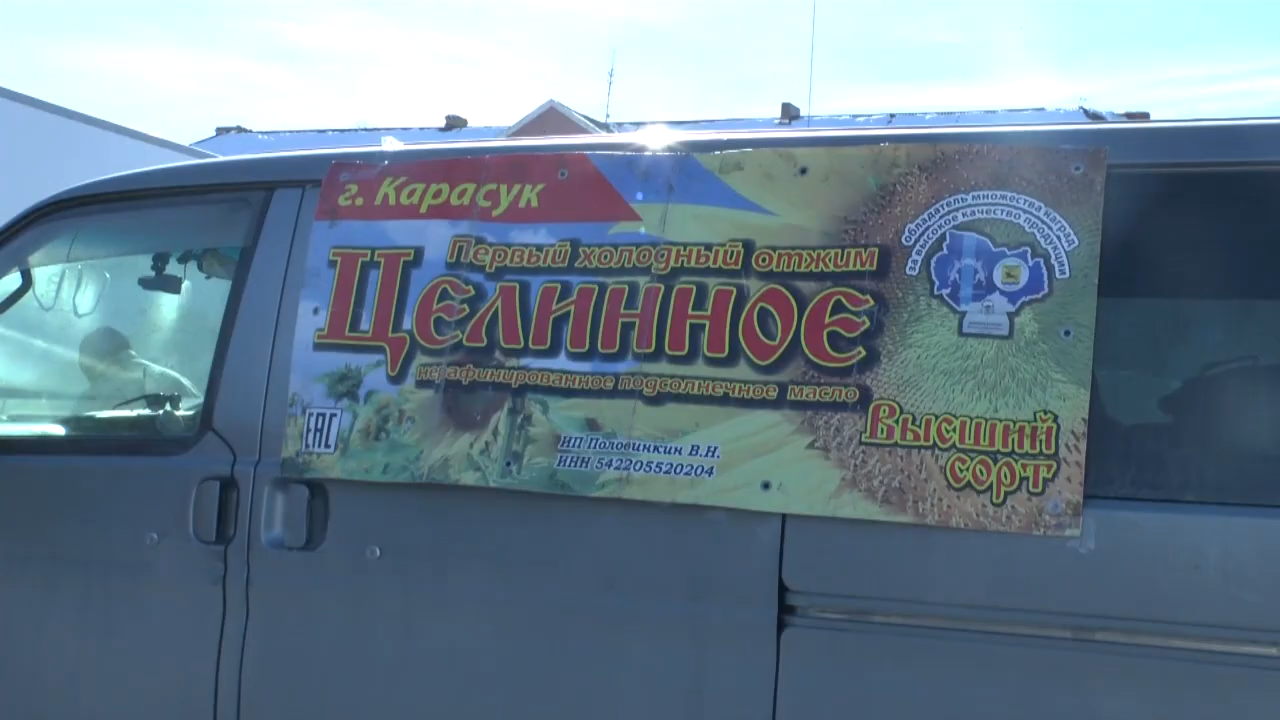 г. Карасук
обладатель множества наград
за высокое качество продукции
Первый холодный отжим
Целинное
нерафинированное подсолнечное масло
EAC
ИП Половинкин В.Н.
ИНН 542205520204
Высший
сорт